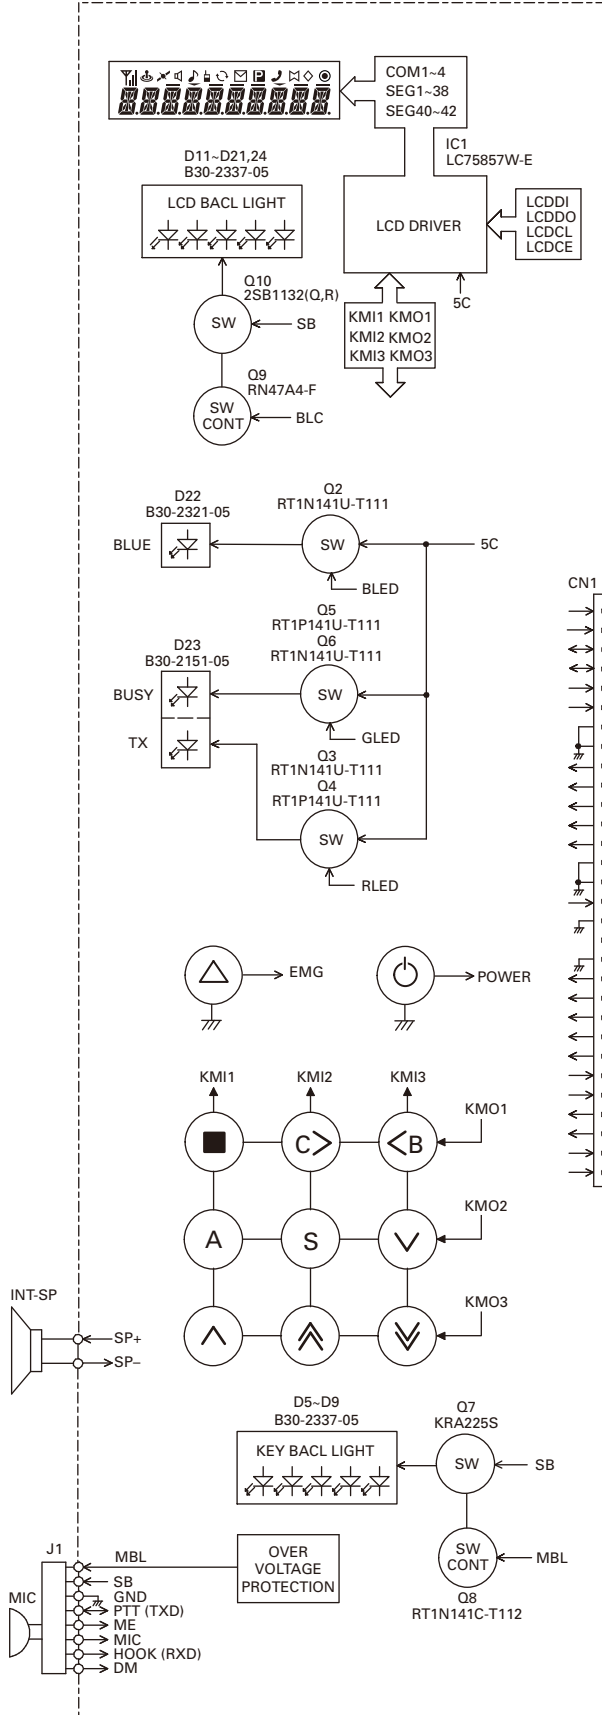 COM1~4
SEG1~38
SEG40~42
P
IC1
LC75857W-E
D11~D21,24
B30-2337-05
LCD BACL LIGHT
LCD DRIVER
LCDDI
LCDDO
LCDCL
LCDCE
5C
Q10
2SB1132(Q,R)
SW
SB
KMI1 KMO1
KMI2 KMO2
KMI3 KMO3
Q9
RN47A4-F
SW
CONT
BLC
D22
B30-2321-05
BLUE
Q2
RT1N141U-T111
SW
5C
BLED
CN1
D23
B30-2151-05
BUSY
TX
Q5
RT1P141U-T111
Q6
RT1N141U-T111
SW
GLED
Q3
RT1N141U-T111
Q4
RT1P141U-T111
SW
RLED
EMG
POWER
KMI1
KMI2
KMI3
KMO1
C>
<B
KMO2
A
S
KMO3
INT-SP
SP+
SP–
D5~D9
B30-2337-05
KEY BACL LIGHT
Q7
KRA225S
SW
SB
SW
CONT
MBL
Q8
RT1N141C-T112
OVER
VOLTAGE
PROTECTION
J1
MIC
MBL
SB
GND
PTT (TXD)
ME
MIC
HOOK (RXD)
DM